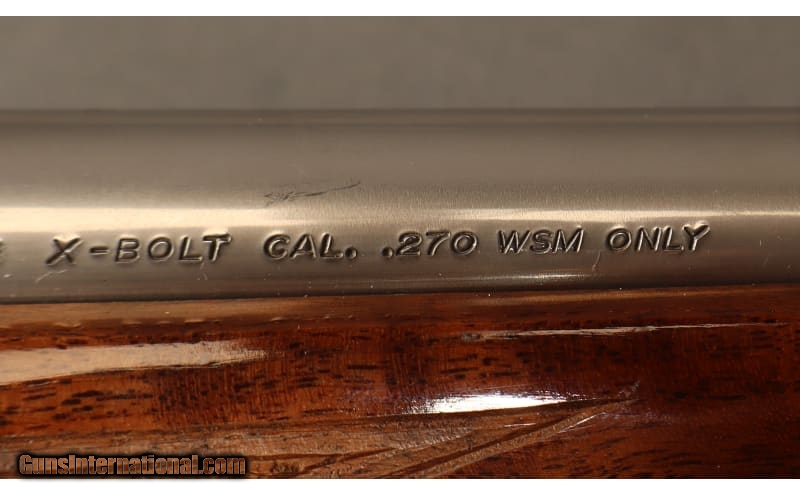 X-BOLT CAL. .270 WSM ONLY
GunsInternational.com